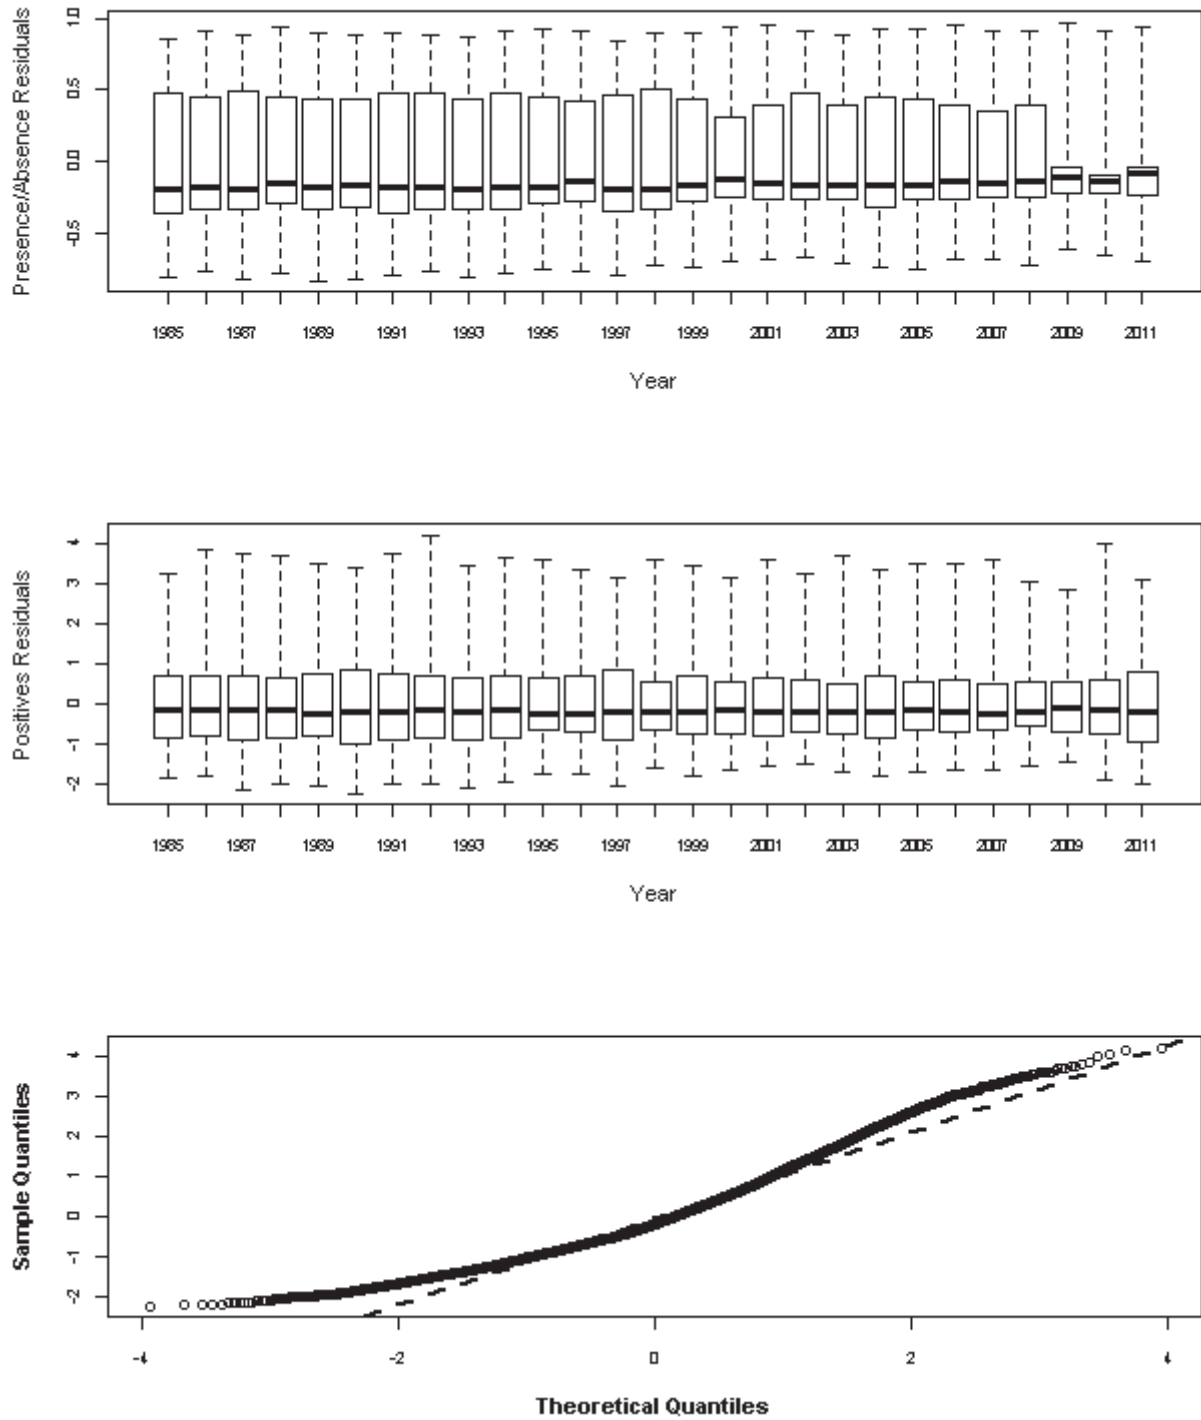 Presence/Absence Residuals
1.0
0.5
0.0
-0.5
1985 1987 1989 1991 1993 1995 1997 1999 2001 2003 2005 2007 2009 2011
Year
Positives Residuals
4
3
2
1
0
-1
-2
1985 1987 1989 1991 1993 1995 1997 1999 2001 2003 2005 2007 2009 2011
Year
Sample Quantiles
4
3
2
1
0
-1
-2
-4 -2 0 2 4
Theoretical Quantiles